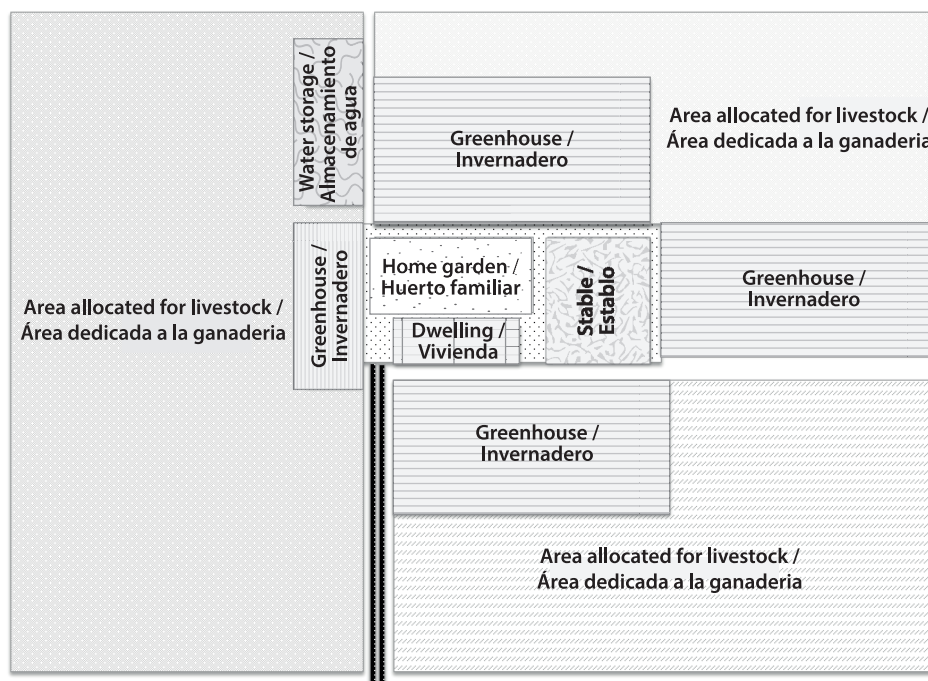 Water storage /
Almacenamiento
de agua
Greenhouse /
Invernadero
Area allocated for livestock /
Área dedicada a la ganaderia
Area allocated for livestock /
Área dedicada a la ganaderia
Greenhouse /
Invernadero
Home garden /
Huerto familiar
Dwelling /
Vivienda
Stable /
Establo
Greenhouse /
Invernadero
Greenhouse /
Invernadero
Area allocated for livestock /
Área dedicada a la ganaderia